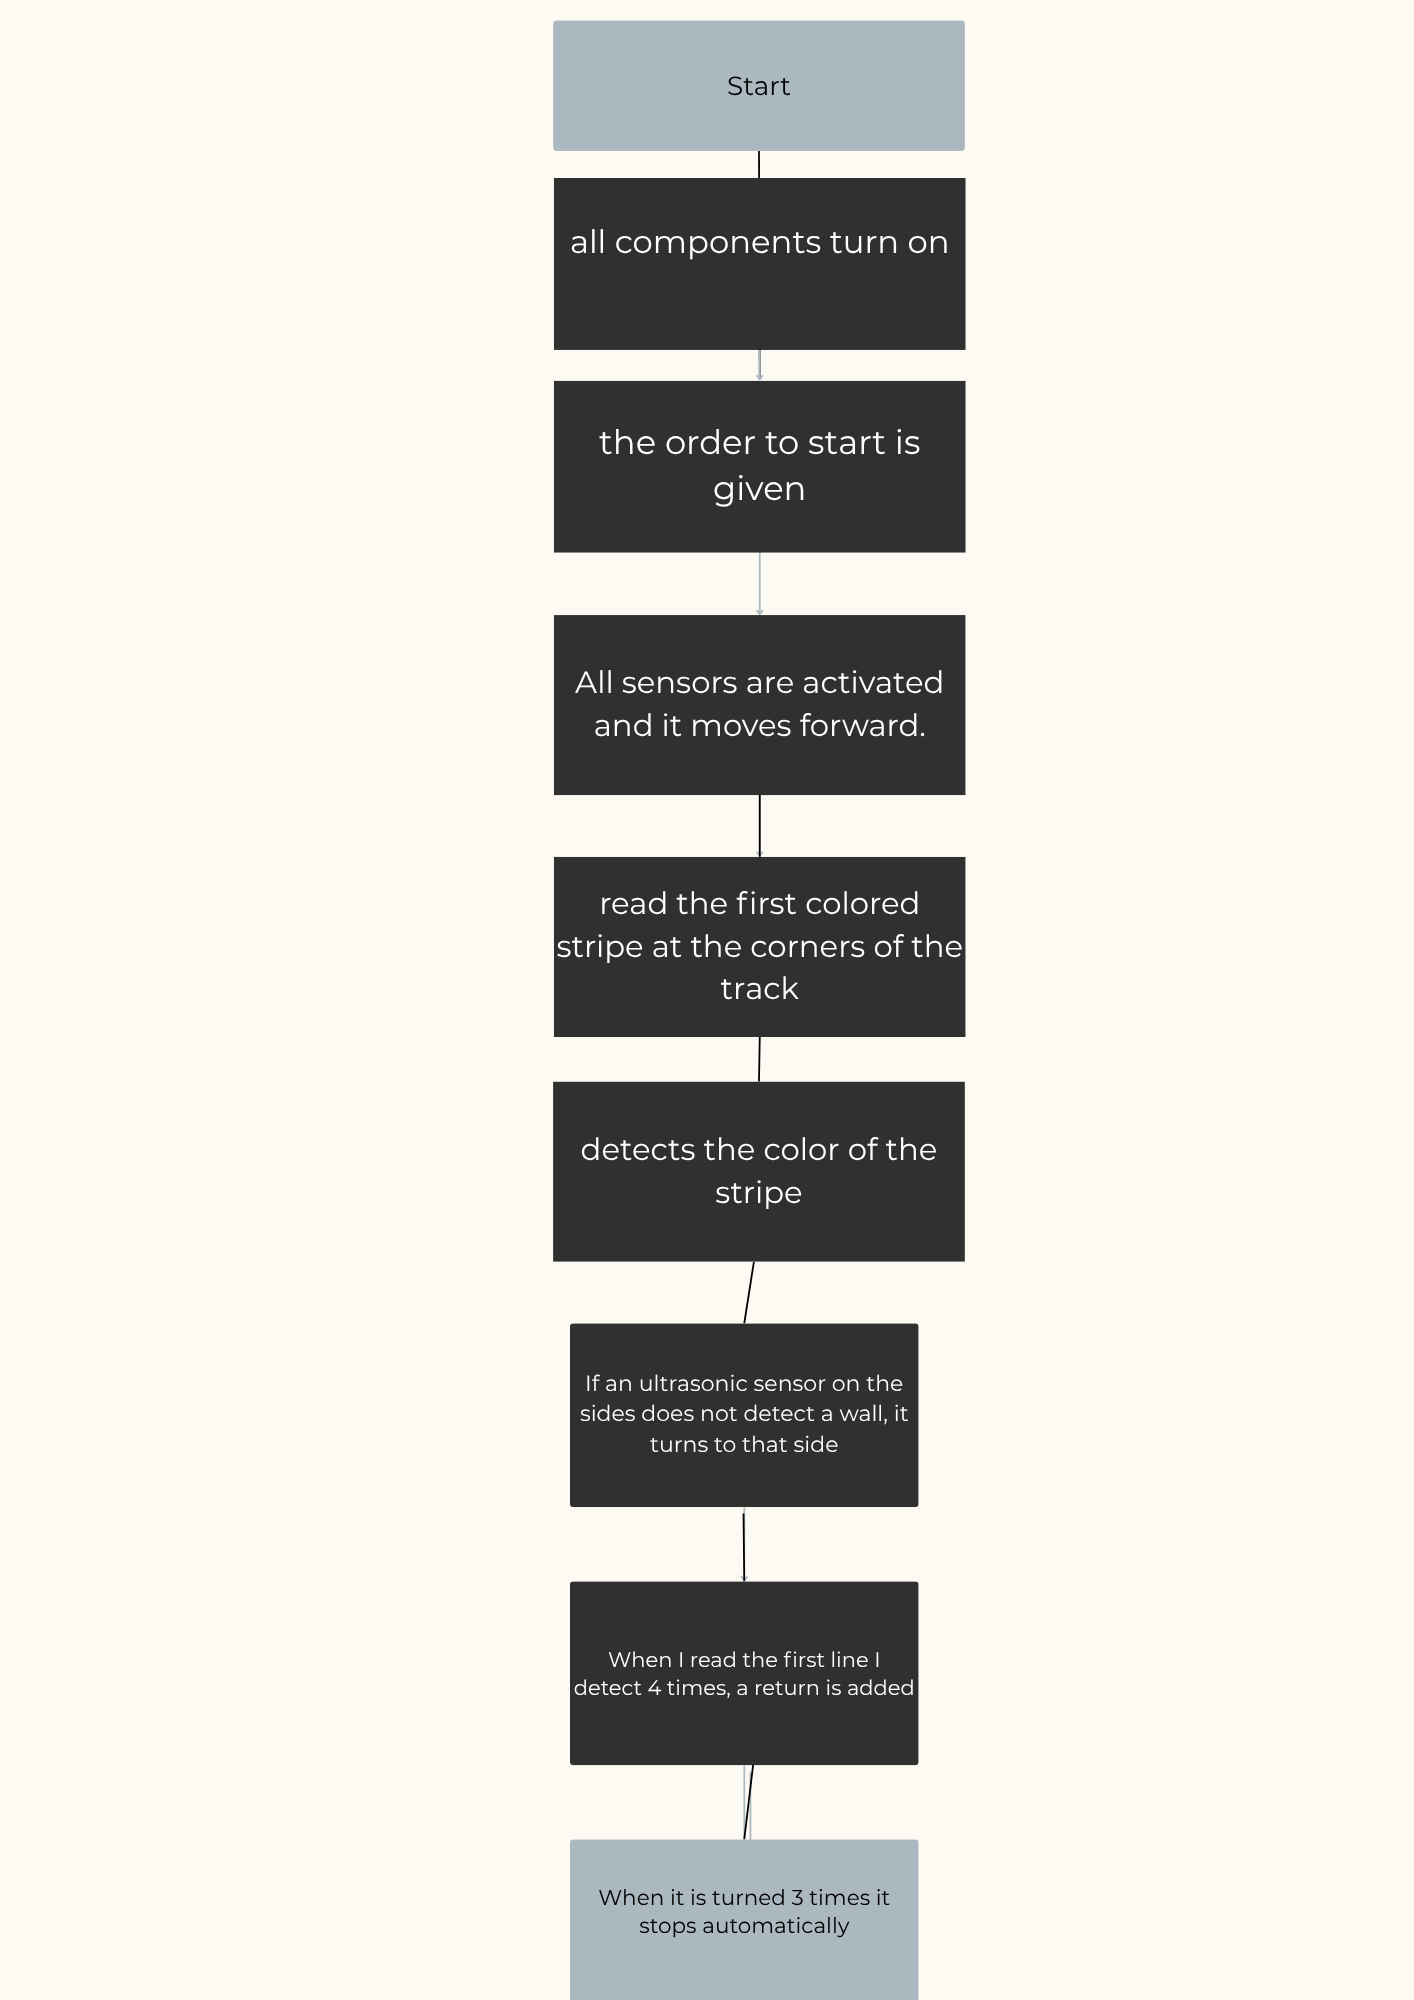 Start
all components turn on
the order to start is
given
All sensors are activated
and it moves forward.
read the first colored
stripe at the corners of the
track
detects the color of the
stripe
If an ultrasonic sensor on the
sides does not detect a wall, it
turns to that side
When I read the first line I
detect 4 times, a return is added
When it is turned 3 times it
stops automatically